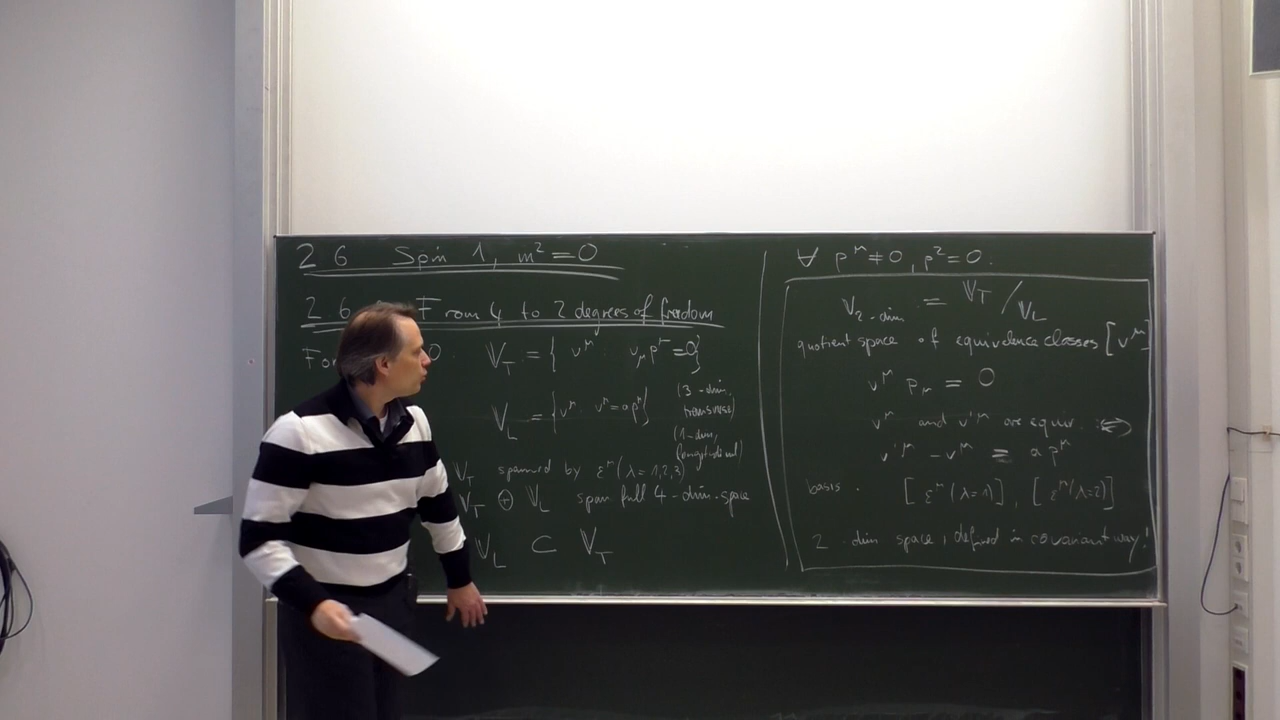 2.6 Spin 1, m² = 0
2.6 From 4 to 2 degrees of freedom
For 0. 𝕍_T = { v^μ : v_μ p^μ = 0 }
(3-dim, transverse)
𝕍_L = { v^μ : v^μ = a p^μ }
(1-dim, longitudinal)
𝕍_T spanned by ε^μ(λ=1,2,3)
𝕍_T ⊕ 𝕍_L span full 4-dim. space
𝕍_L ⊂ 𝕍_T
∀ p^μ ≠ 0, p² = 0.
𝕍_{2-dim} = 𝕍_T / 𝕍_L
quotient space of equivalence classes [v^μ]
v^μ p_μ = 0
v^μ and v'^μ are equiv. ⇔
v'^μ - v^μ = a p^μ
basis. [ε^μ(λ=1)], [ε^μ(λ=2)]
2-dim space, defined in covariant way!